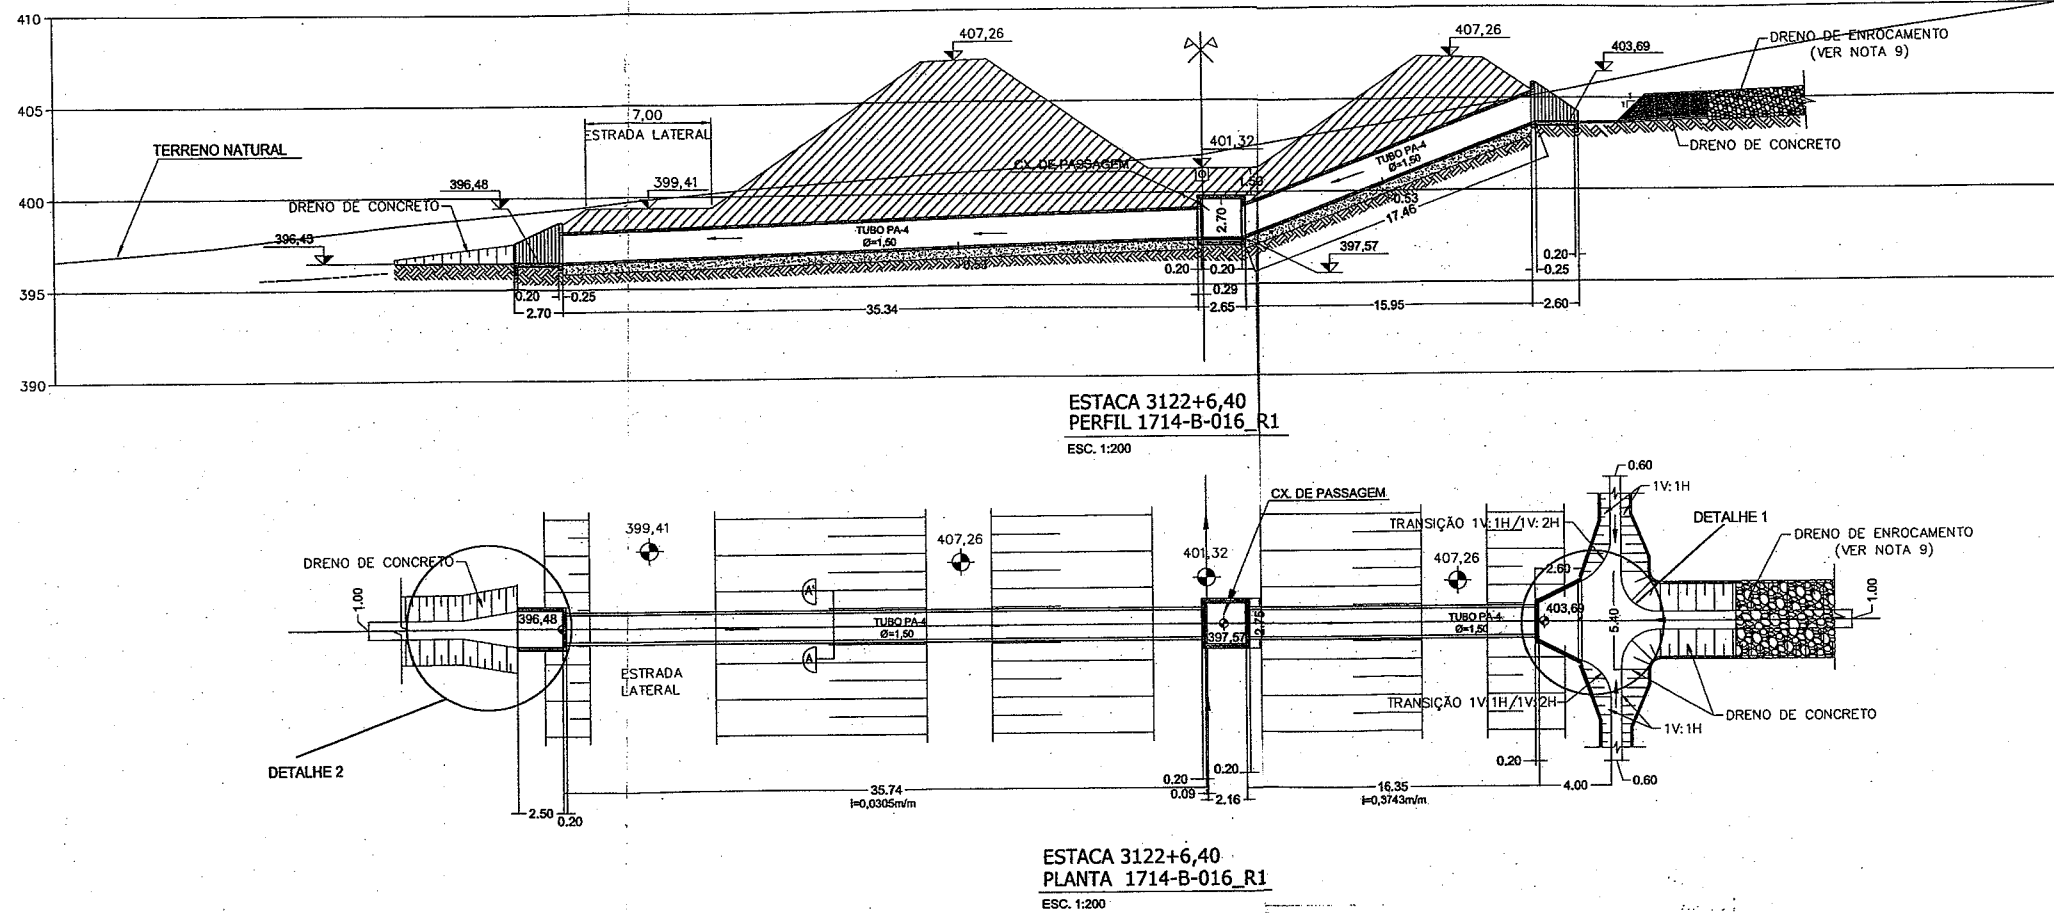 410
405
400
395
390
TERRENO NATURAL
DRENO DE CONCRETO
396,43
396,48
7,00
ESTRADA LATERAL
399,41
407,26
CX. DE PASSAGEM
401,32
407,26
403,69
DRENO DE ENROCAMENTO
(VER NOTA 9)
DRENO DE CONCRETO
TUBO PA-4
Ø=1,50
TUBO PA-4
Ø=1,50
2.70
0.53
17.46
397,57
0.20
0.25
2.70
35.34
0.20
0.20
0.29
2.65
15.95
0.20
0.25
2.60
ESTACA 3122+6,40
PERFIL 1714-B-016_R1
ESC. 1:200
CX. DE PASSAGEM
0.60
1V:1H
TRANSIÇÃO 1V:1H/1V:2H
DETALHE 1
DRENO DE ENROCAMENTO
(VER NOTA 9)
399,41
407,26
401,32
407,26
DRENO DE CONCRETO
2.60
1.00
396,48
A'
TUBO PA-4
Ø=1,50
397,57
2.75
TUBO PA-4
Ø=1,50
403,69
5.40
1.00
A
ESTRADA
LATERAL
TRANSIÇÃO 1V:1H/1V:2H
1V:1H
DRENO DE CONCRETO
DETALHE 2
2.50
0.20
35.74
i=0,0305m/m
0.20
0.09
0.20
2.16
16.35
i=0,3743m/m
0.20
4.00
0.60
ESTACA 3122+6,40
PLANTA 1714-B-016_R1
ESC. 1:200